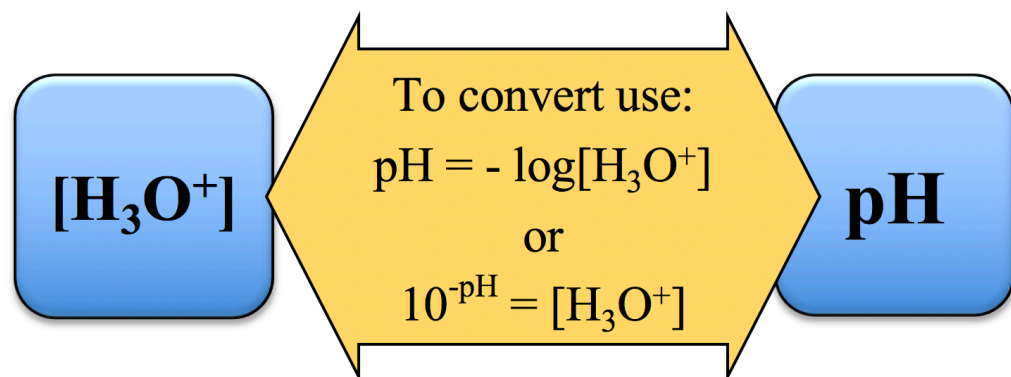 [H₃O⁺]
To convert use:
pH = - log[H₃O⁺]
or
10⁻ᵖᴴ = [H₃O⁺]
pH